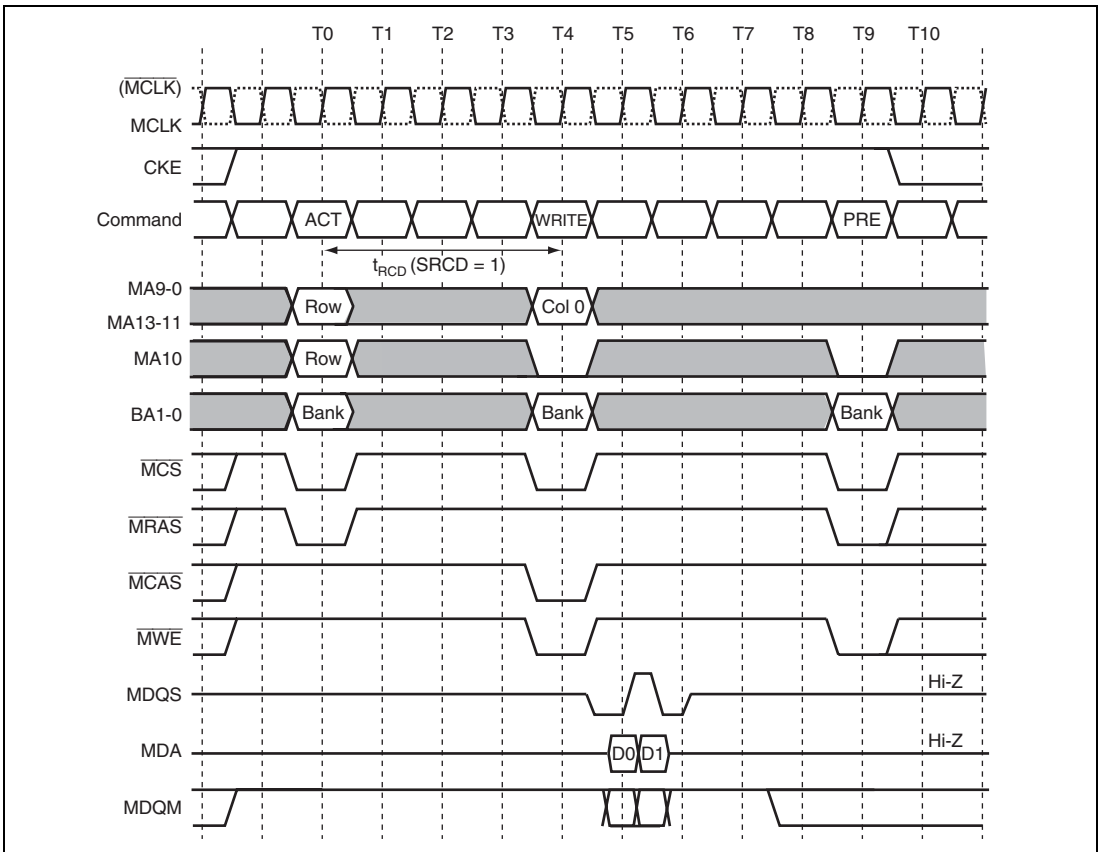 T0 T1 T2 T3 T4 T5 T6 T7 T8 T9 T10
(MCLK)
MCLK
CKE
Command ACT WRITE PRE
tRCD (SRCD = 1)
MA9-0
MA13-11
Row Col 0
MA10 Row
BA1-0 Bank Bank Bank
MCS
MRAS
MCAS
MWE
MDQS Hi-Z
MDA D0 D1 Hi-Z
MDQM